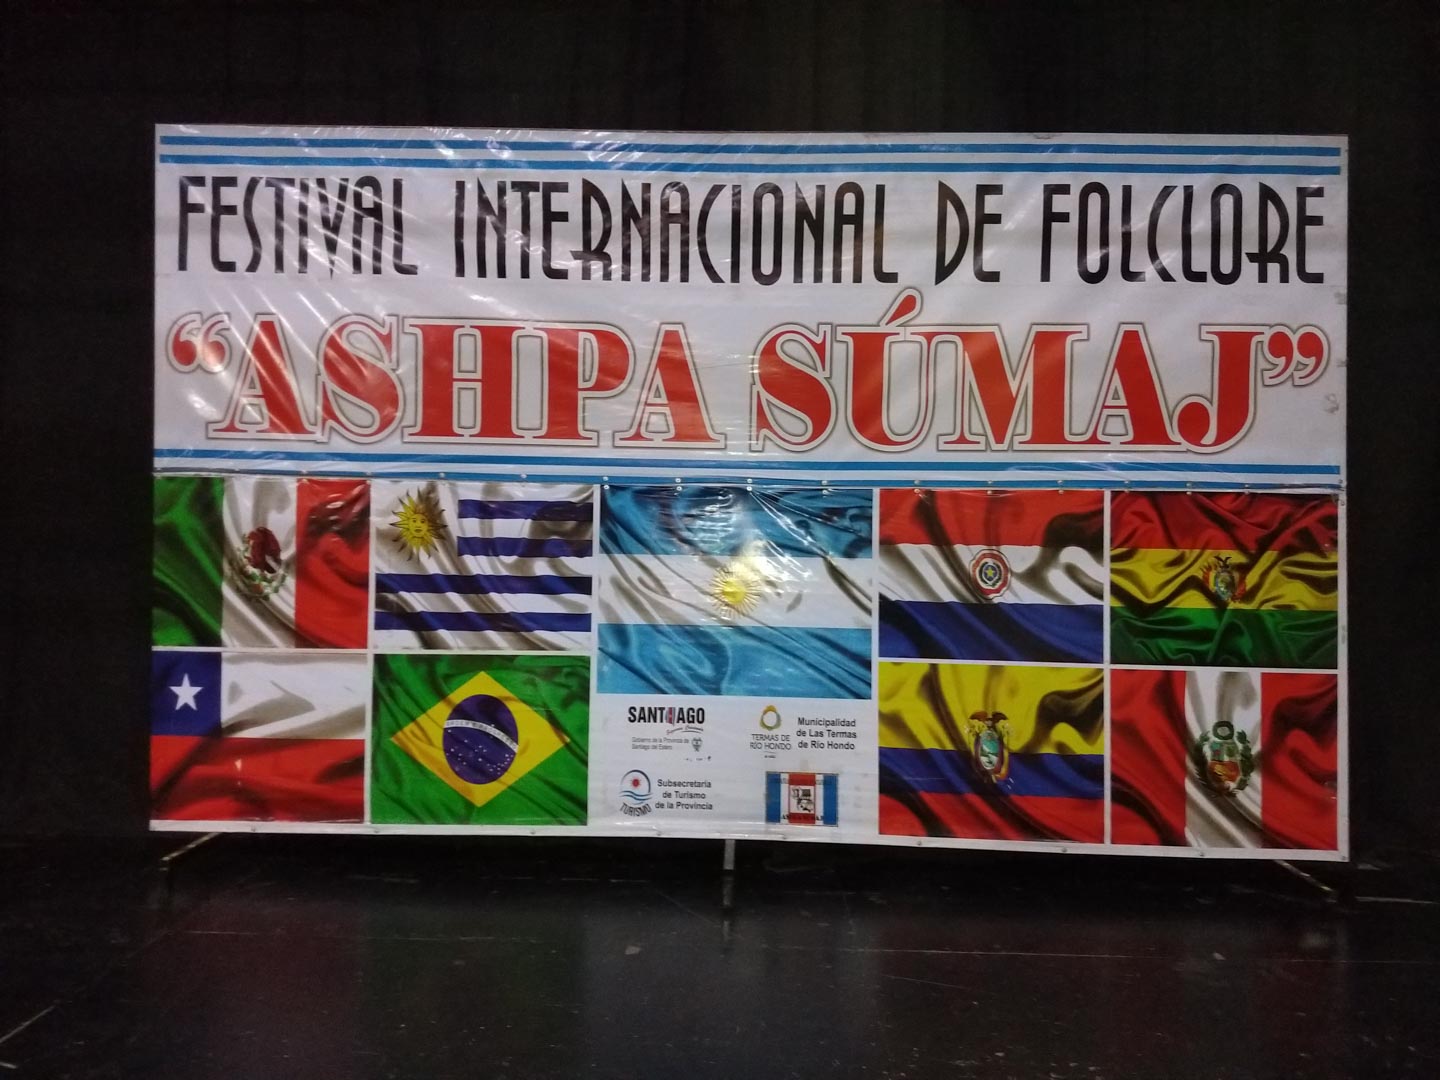 FESTIVAL INTERNACIONAL DE FOLCLORE
“ASHPA SÚMAJ”
SANTIAGO
Gobierno de la Provincia de
Santiago del Estero
TERMAS DE
RÍO HONDO
Municipalidad
de Las Termas
de Río Hondo
TURISMO
Subsecretaría
de Turismo
de la Provincia